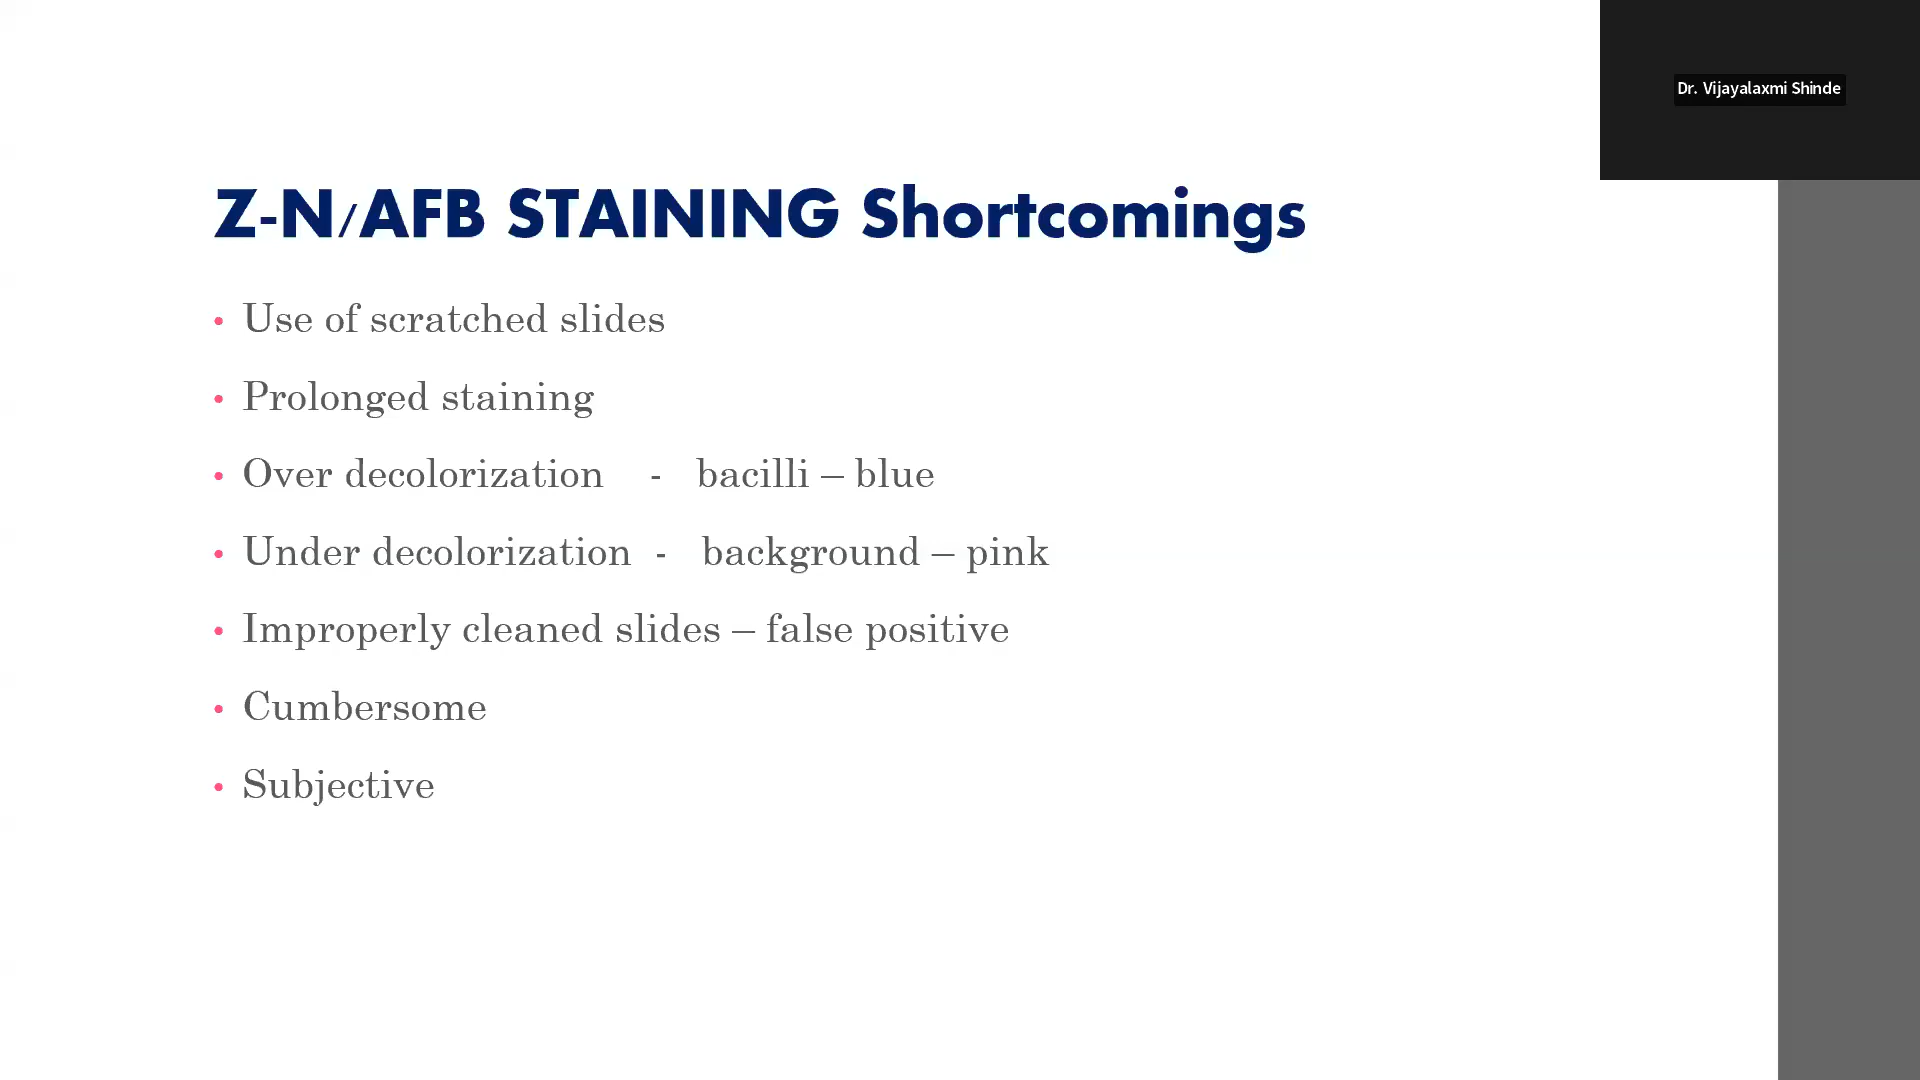 Dr. Vijayalaxmi Shinde
Z-N/AFB STAINING Shortcomings
• Use of scratched slides
• Prolonged staining
• Over decolorization - bacilli – blue
• Under decolorization - background – pink
• Improperly cleaned slides – false positive
• Cumbersome
• Subjective